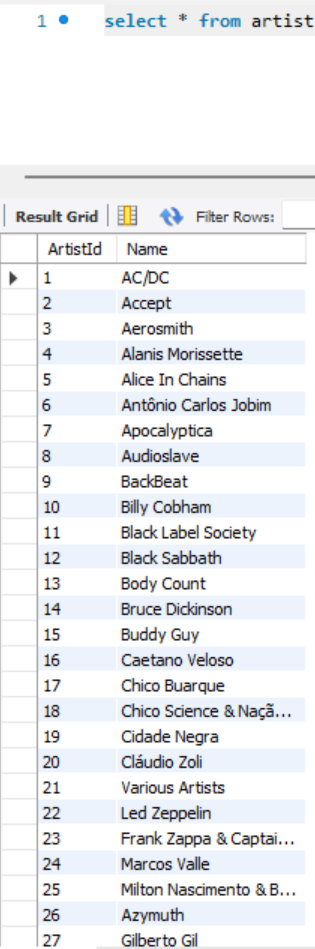 1 select * from artist
Result Grid Filter Rows:
ArtistId Name
1 AC/DC
2 Accept
3 Aerosmith
4 Alanis Morissette
5 Alice In Chains
6 Antônio Carlos Jobim
7 Apocalyptica
8 Audioslave
9 BackBeat
10 Billy Cobham
11 Black Label Society
12 Black Sabbath
13 Body Count
14 Bruce Dickinson
15 Buddy Guy
16 Caetano Veloso
17 Chico Buarque
18 Chico Science & Naçã...
19 Cidade Negra
20 Cláudio Zoli
21 Various Artists
22 Led Zeppelin
23 Frank Zappa & Captai...
24 Marcos Valle
25 Milton Nascimento & B...
26 Azymuth
27 Gilberto Gil